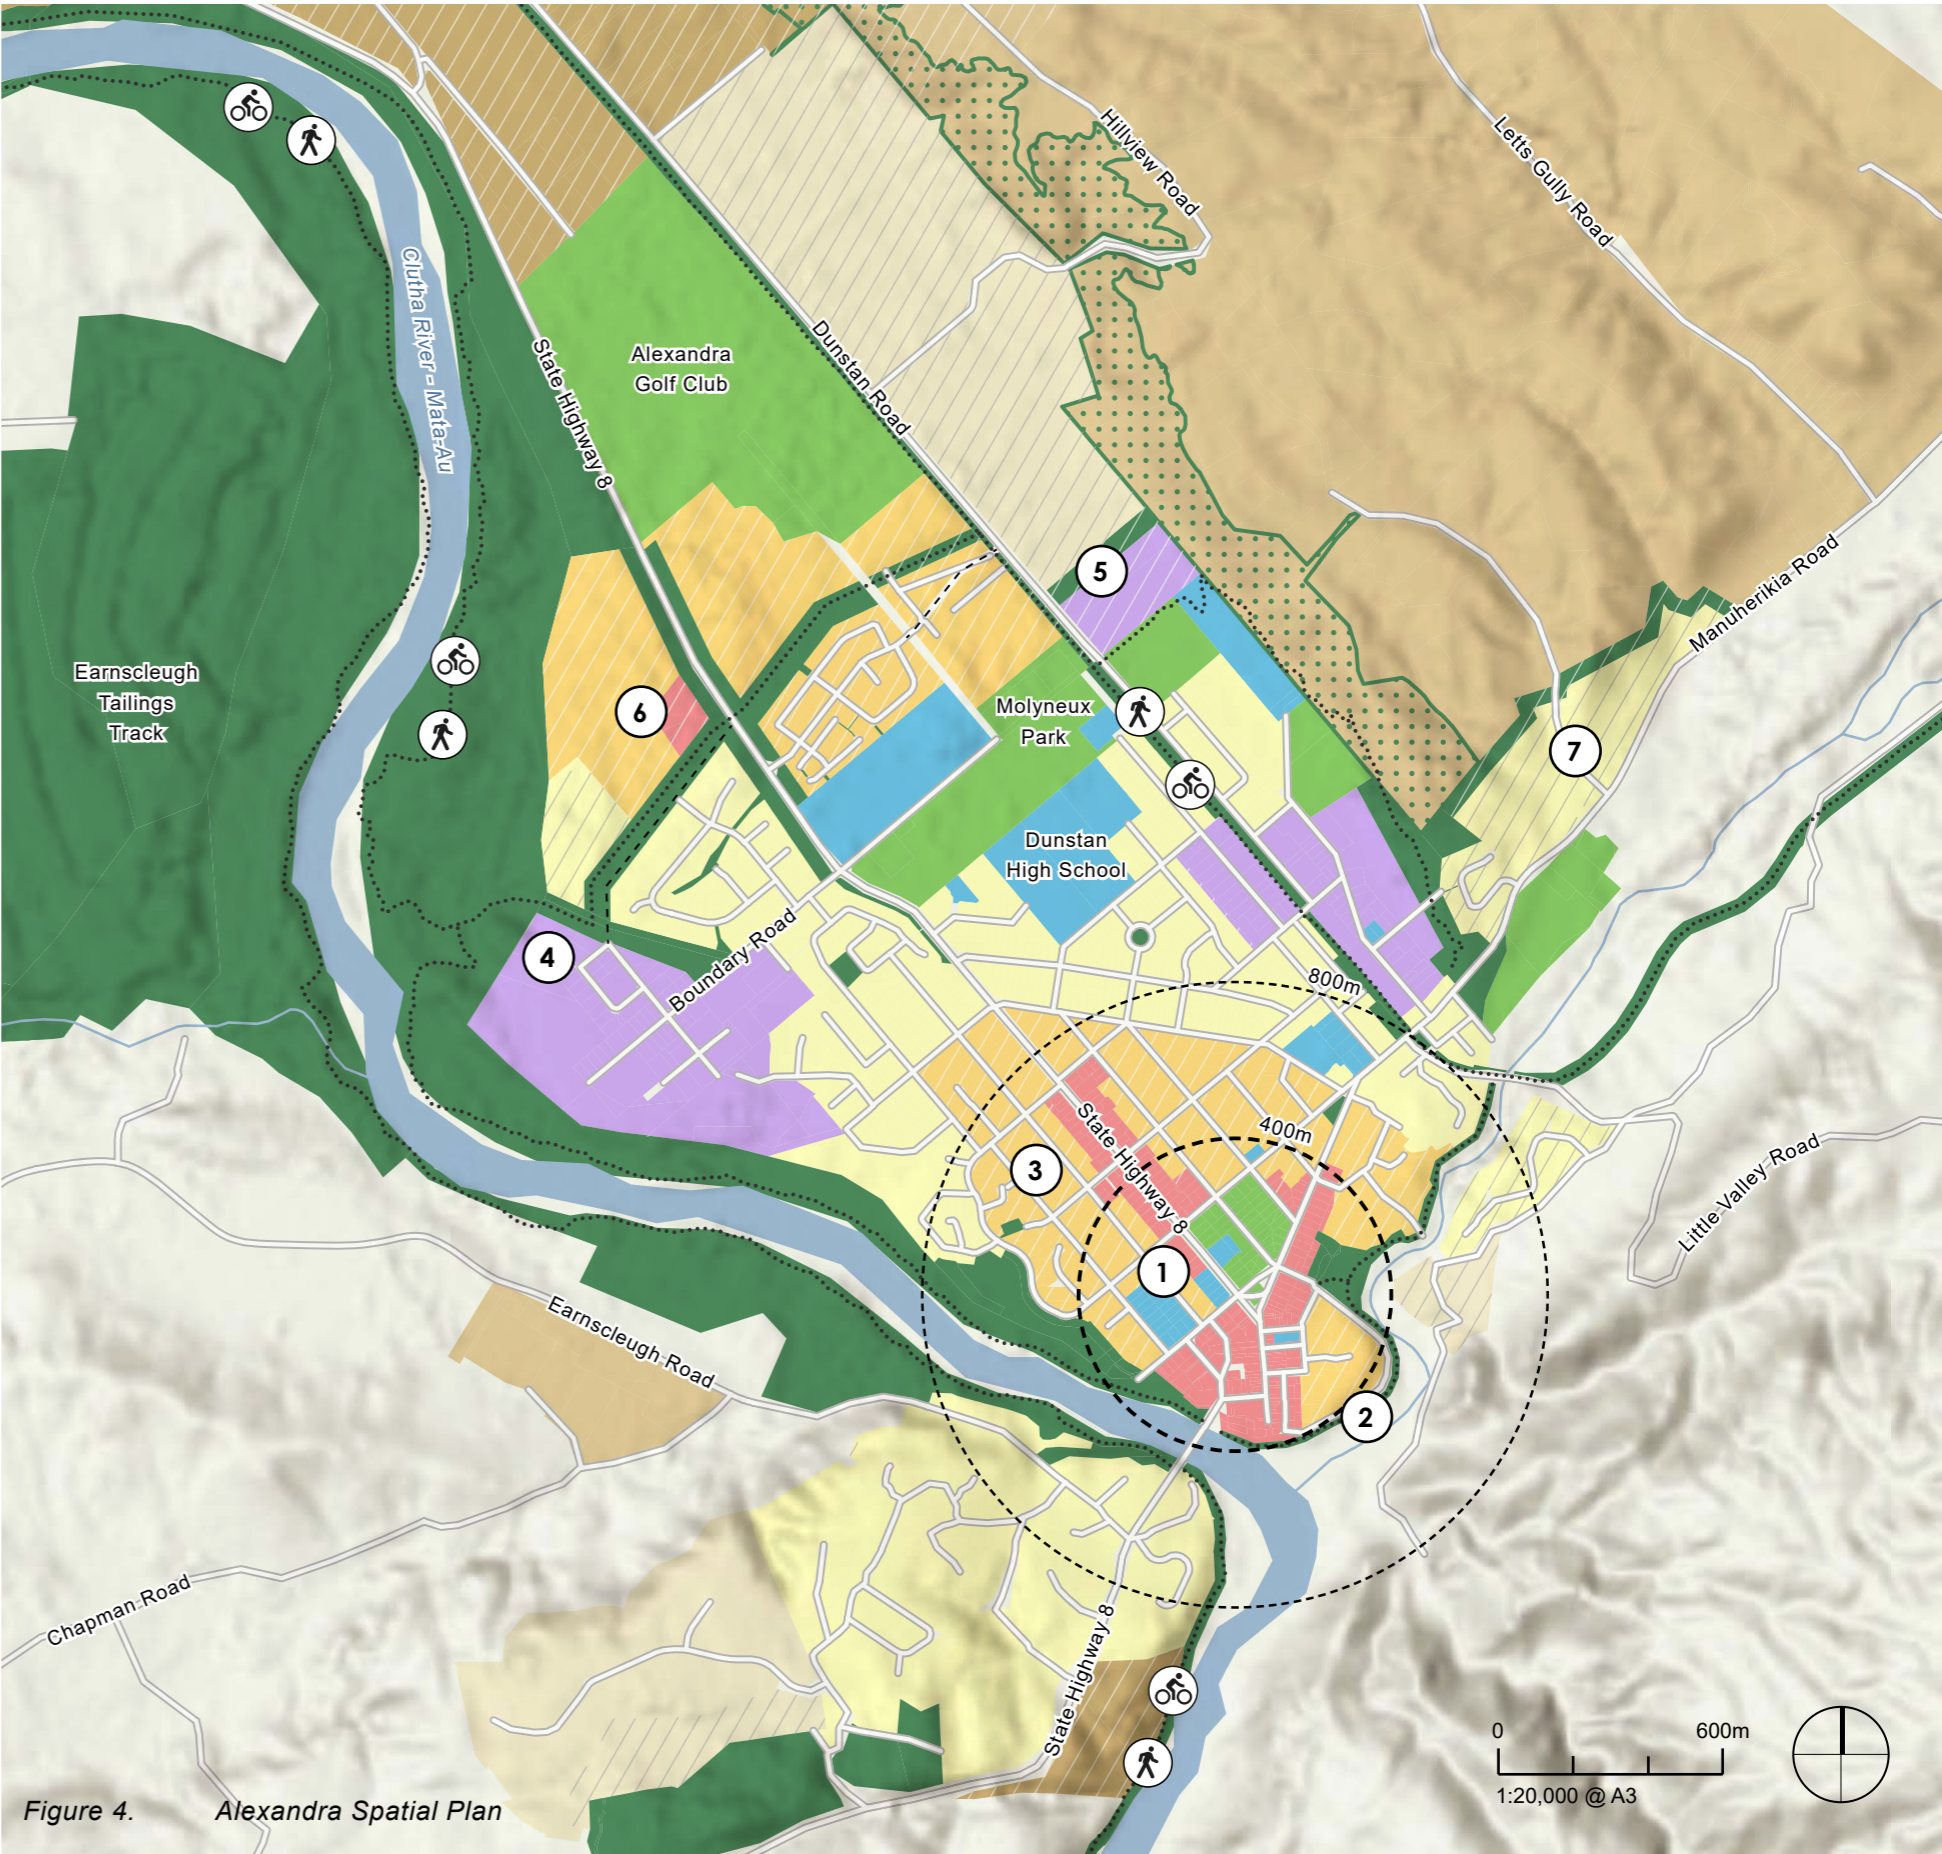 Hillview Road
Letts Gully Road
Clutha River - Mata-Au
State Highway 8
Alexandra
Golf Club
Dunstan Road
Manuherikia Road
5
Earnscleugh
Tailings
Track
6
Molyneux
Park
7
Dunstan
High School
4
Boundary Road
800m
State Highway 8
400m
3
Little Valley Road
1
Earnscleugh Road
2
Chapman Road
State Highway 8
0
600m
1:20,000 @ A3
Figure 4.
Alexandra Spatial Plan